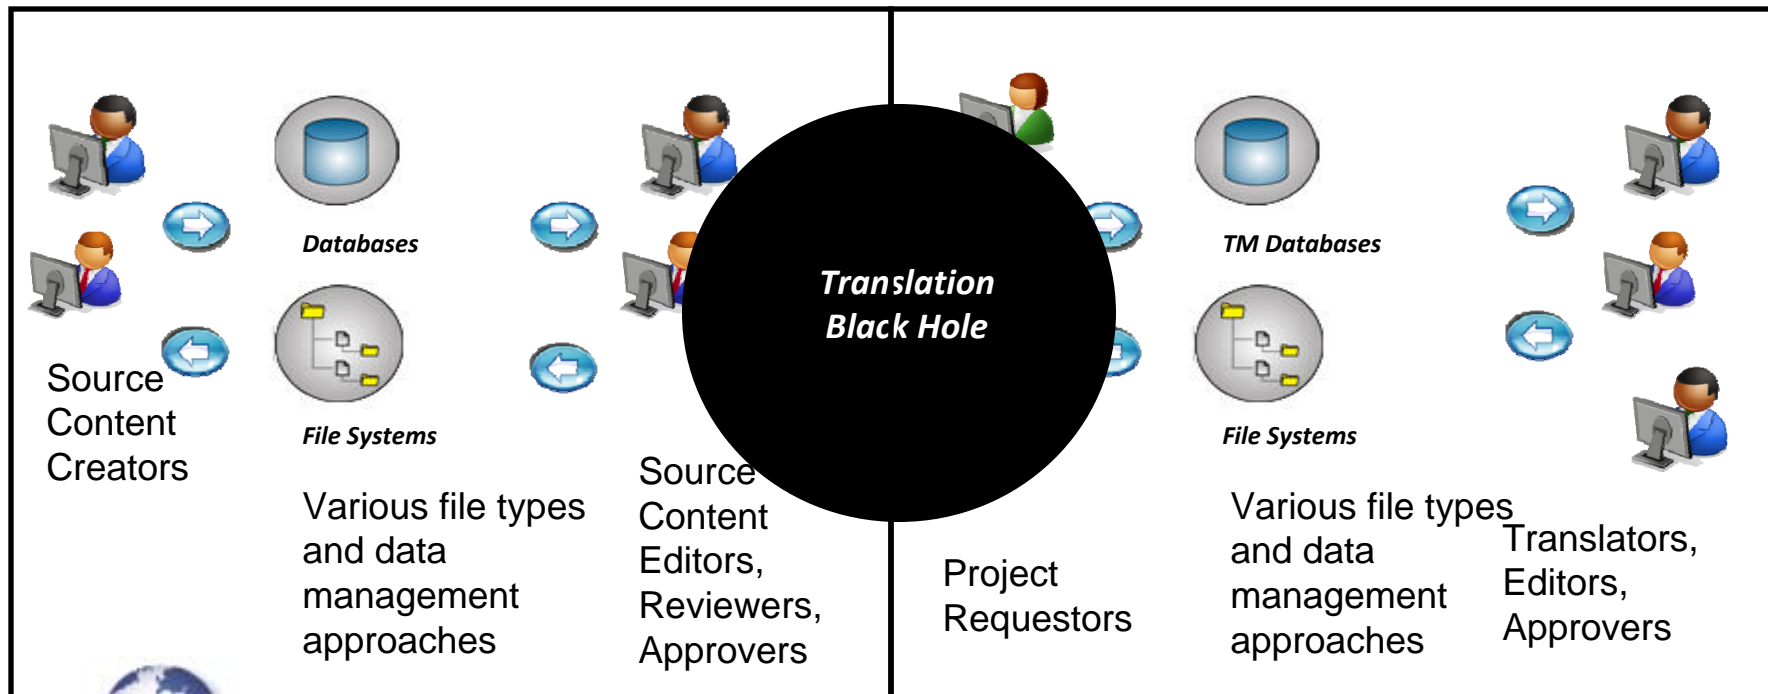 Source
Content
Creators
Databases
File Systems
Various file types
and data
management
approaches
Source
Content
Editors,
Reviewers,
Approvers
Translation
Black Hole
Project
Requestors
TM Databases
File Systems
Various file types
and data
management
approaches
Translators,
Editors,
Approvers